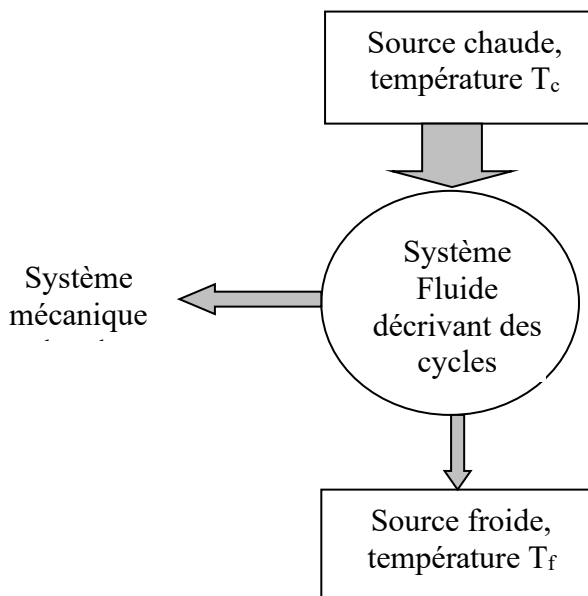 Source chaude,
température Tc
Système
Fluide
décrivant des
cycles
Système
mécanique
Source froide,
température Tf